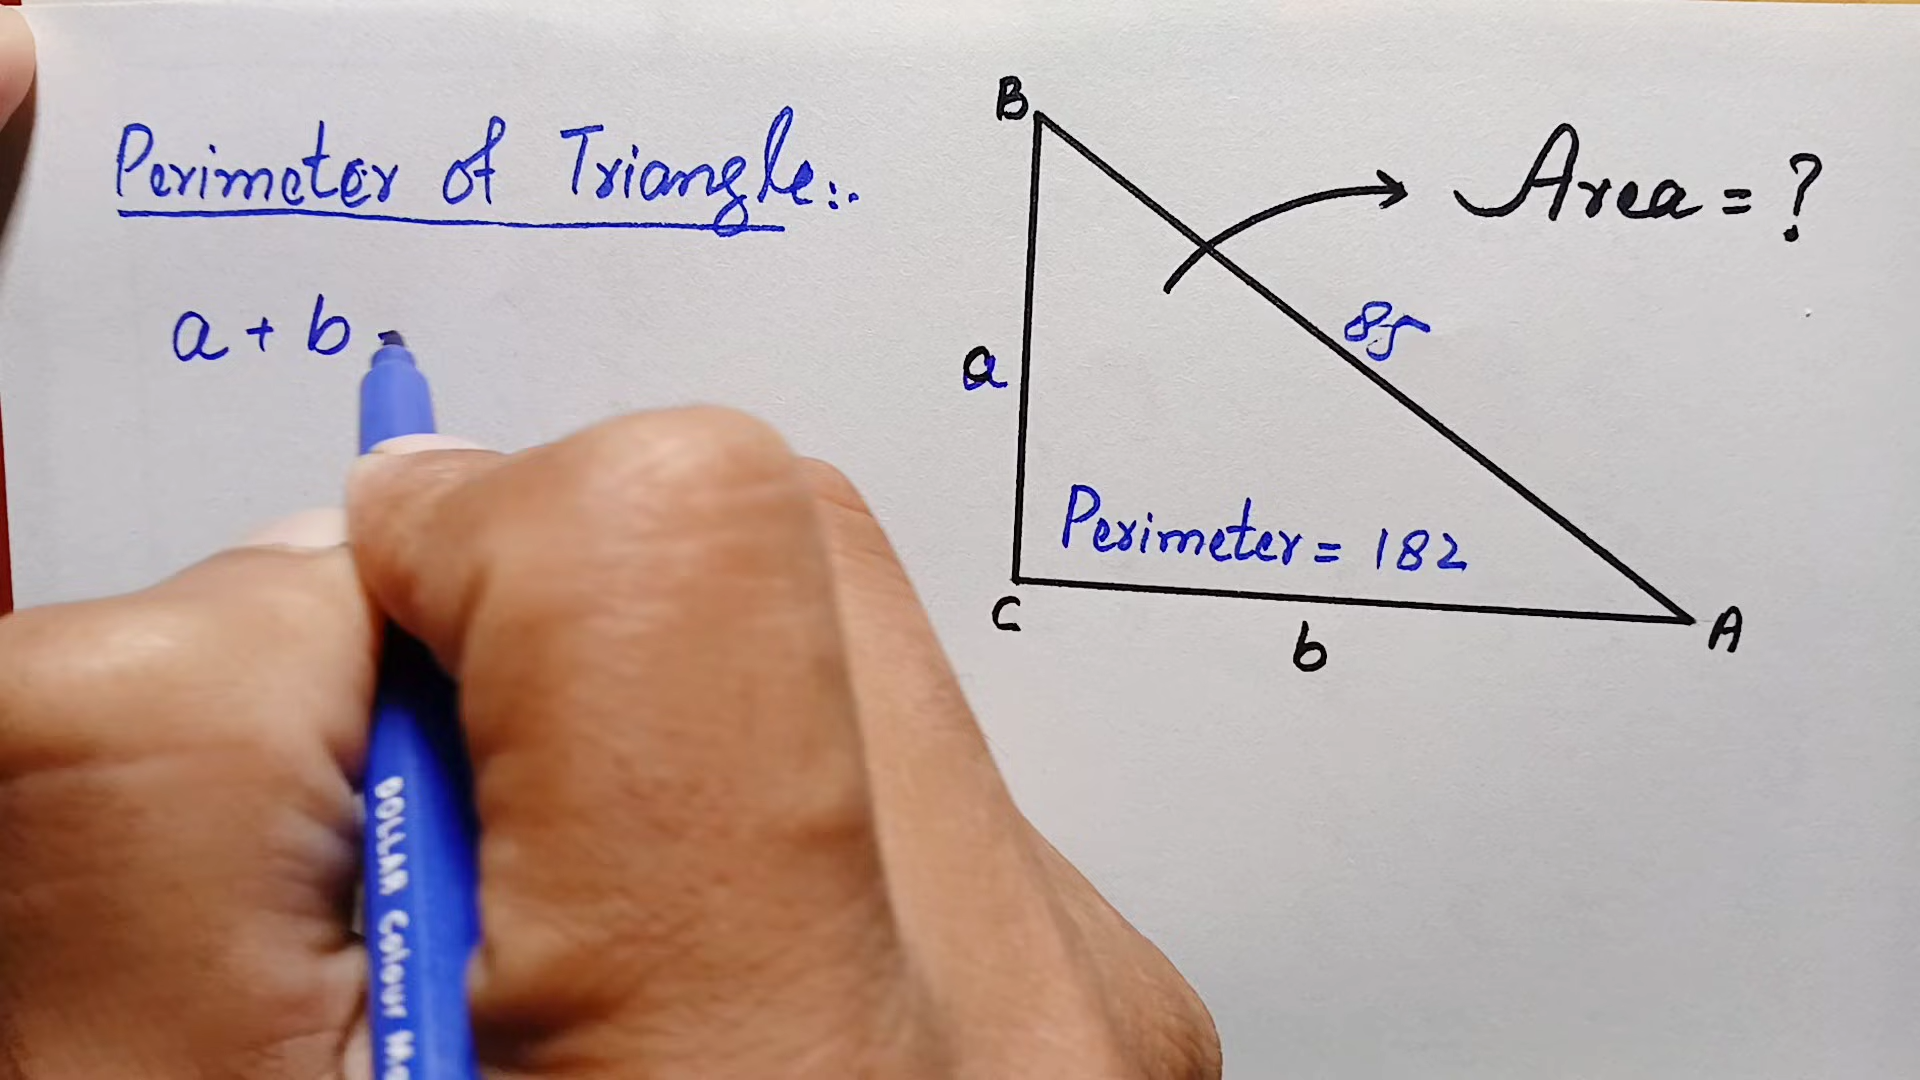 Perimeter of Triangle:.
a + b
B
Area = ?
85
a
Perimeter = 182
C
b
A
DOLLAR Colour